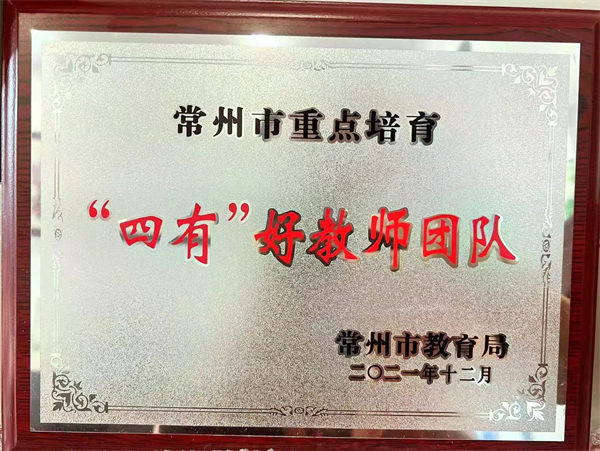 常州市重点培育
“四有”好教师团队
常州市教育局
二〇二一年十二月